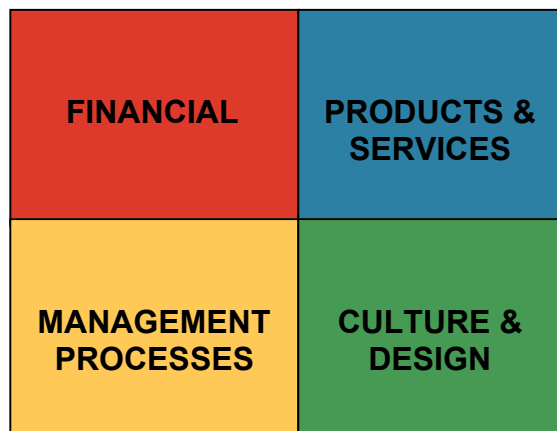 FINANCIAL
PRODUCTS &
SERVICES
MANAGEMENT
PROCESSES
CULTURE &
DESIGN